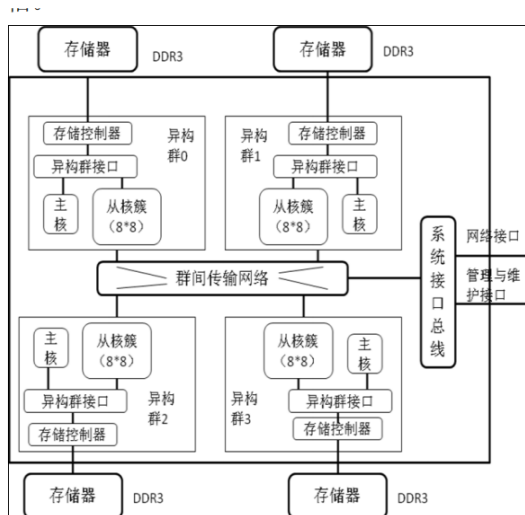 存储器 DDR3
存储器 DDR3
存储控制器
异构群接口
异构
群0
主核
从核簇
(8*8)
异构
群1
存储控制器
异构群接口
从核簇
(8*8)
主核
群间传输网络
系统接口总线
网络接口
管理与维
护接口
主核
从核簇
(8*8)
异构群接口
存储控制器
异构
群2
异构
群3
从核簇
(8*8)
主核
异构群接口
存储控制器
存储器 DDR3
存储器 DDR3